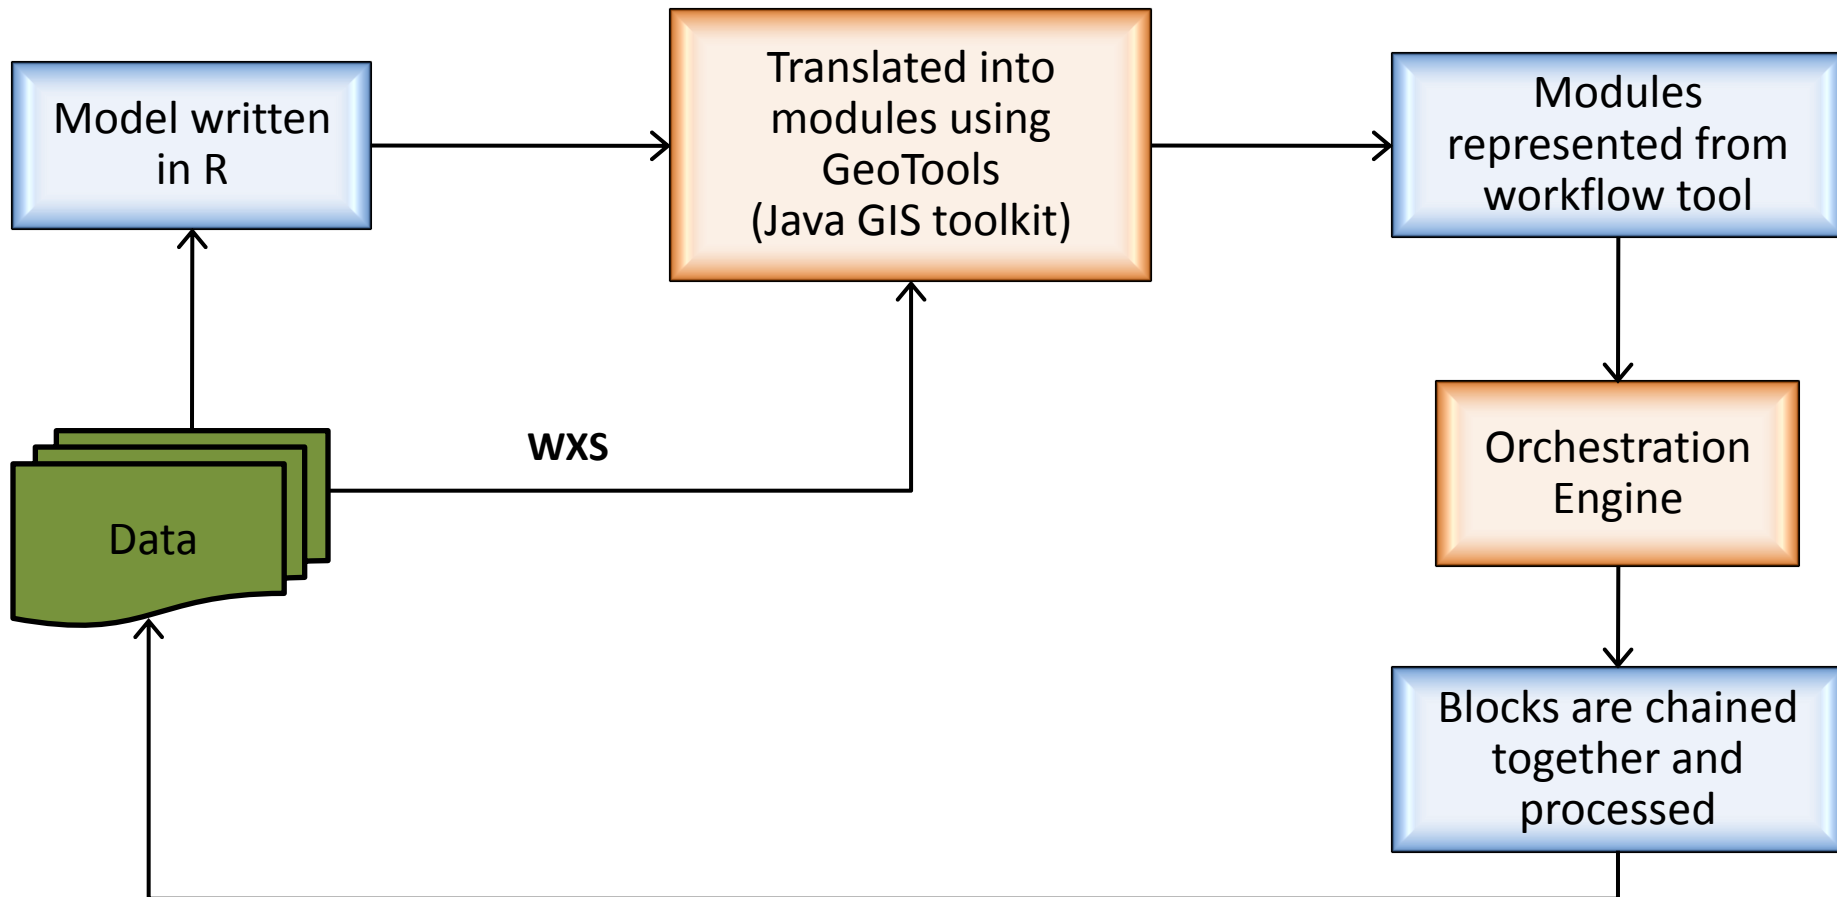 Model written
in R
Translated into
modules using
GeoTools
(Java GIS toolkit)
Modules
represented from
workflow tool
WXS
Data
Orchestration
Engine
Blocks are chained
together and
processed